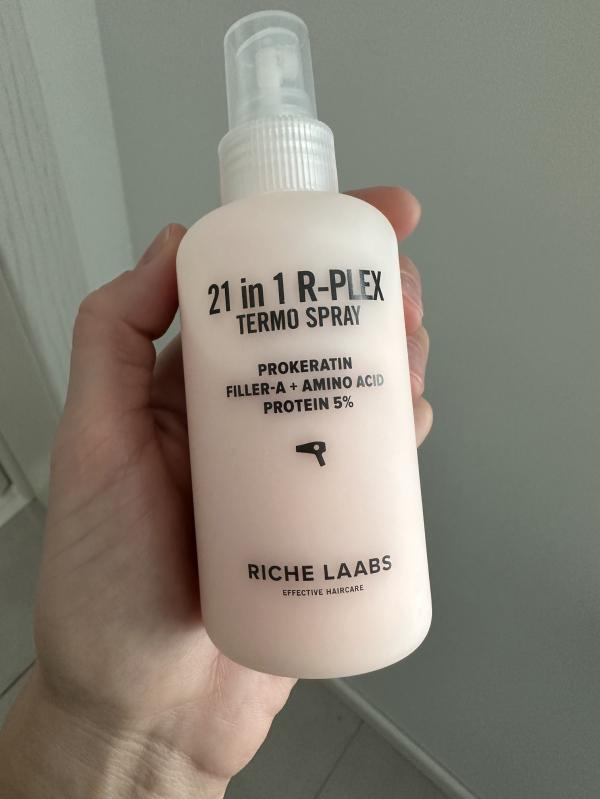 21 in 1 R-PLEX
TERMO SPRAY
PROKERATIN
FILLER-A + AMINO ACID
PROTEIN 5%
RICHE LAABS
EFFECTIVE HAIRCARE